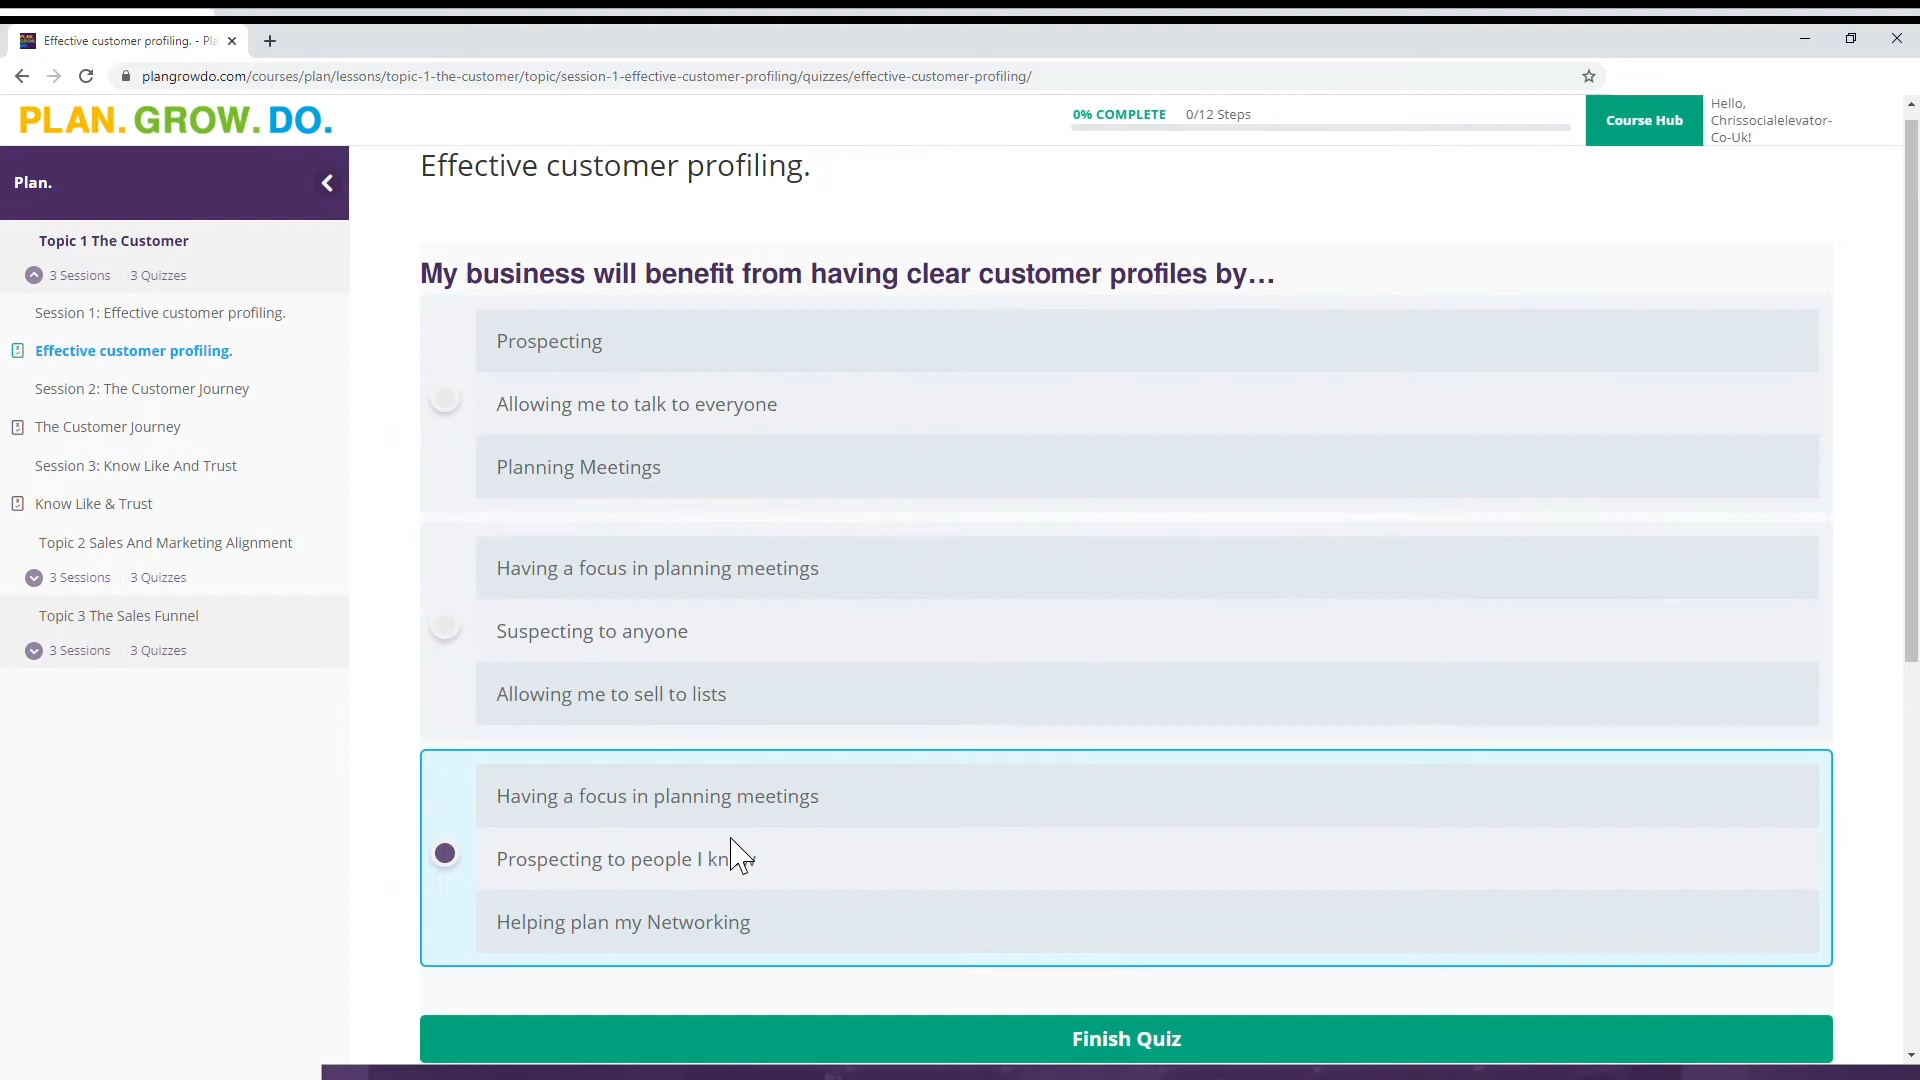 Effective customer profiling. - Pla
plangrowdo.com/courses/plan/lessons/topic-1-the-customer/topic/session-1-effective-customer-profiling/quizzes/effective-customer-profiling/
PLAN. GROW. DO.
0% COMPLETE 0/12 Steps
Course Hub
Hello,
Chrissocialelevator-
Co-Uk!
Plan.
Topic 1 The Customer
3 Sessions 3 Quizzes
Session 1: Effective customer profiling.
Effective customer profiling.
Session 2: The Customer Journey
The Customer Journey
Session 3: Know Like And Trust
Know Like & Trust
Topic 2 Sales And Marketing Alignment
3 Sessions 3 Quizzes
Topic 3 The Sales Funnel
3 Sessions 3 Quizzes
Effective customer profiling.
My business will benefit from having clear customer profiles by…
Prospecting
Allowing me to talk to everyone
Planning Meetings
Having a focus in planning meetings
Suspecting to anyone
Allowing me to sell to lists
Having a focus in planning meetings
Prospecting to people I know
Helping plan my Networking
Finish Quiz